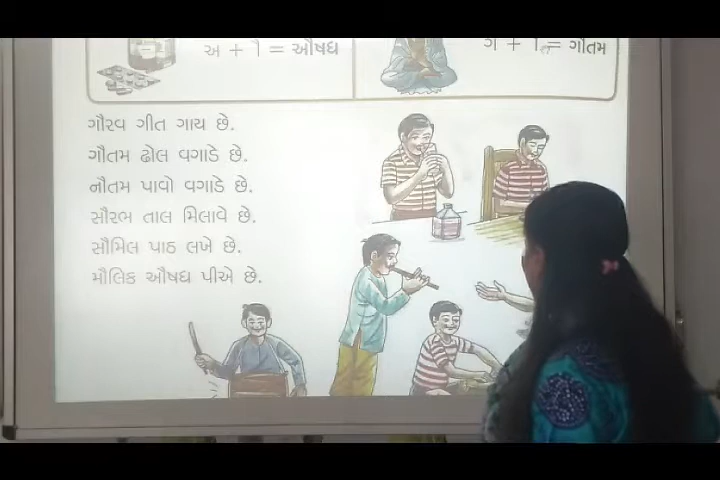 અ + ૌ = ઔષધ
ગ + ૌ = ગૌતમ
ગૌરવ ગીત ગાય છે.
ગૌતમ ઢોલ વગાડે છે.
નૌતમ પાવો વગાડે છે.
સૌરભ તાલ મિલાવે છે.
સૌમિલ પાઠ લખે છે.
મૌલિક ઔષધ પીએ છે.